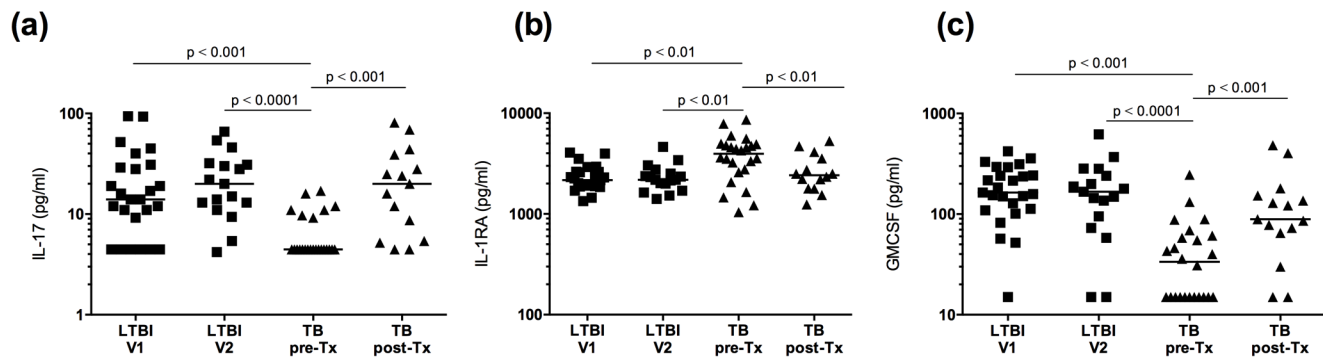 (a)
p < 0.001
p < 0.001
p < 0.0001
IL-17 (pg/ml)
100
10
1
LTBI V1
LTBI V2
TB pre-Tx
TB post-Tx
(b)
p < 0.01
p < 0.01
p < 0.01
IL-1RA (pg/ml)
10000
1000
100
LTBI V1
LTBI V2
TB pre-Tx
TB post-Tx
(c)
p < 0.001
p < 0.001
p < 0.0001
GMCSF (pg/ml)
1000
100
10
LTBI V1
LTBI V2
TB pre-Tx
TB post-Tx